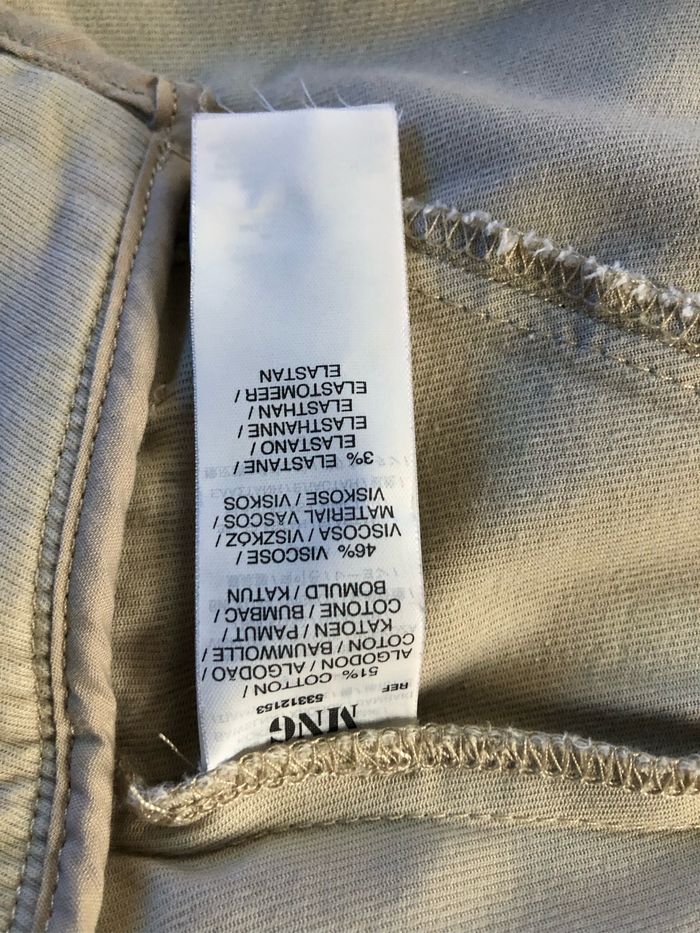 MNG
REF 53312153
51% COTTON /
ALGODON / ALGODÃO /
COTON / BAUMWOLLE /
KATOEN / PAMUT /
COTONE / BUMBAC /
BOMULD / KATUN
46% VISCOSE /
VISCOSA / VISZKÓZ /
MATERIAL VASCOS /
VISKOSE / VISKOS
3% ELASTANE /
ELASTANO /
ELASTHANNE /
ELASTHAN /
ELASTOMEER /
ELASTAN